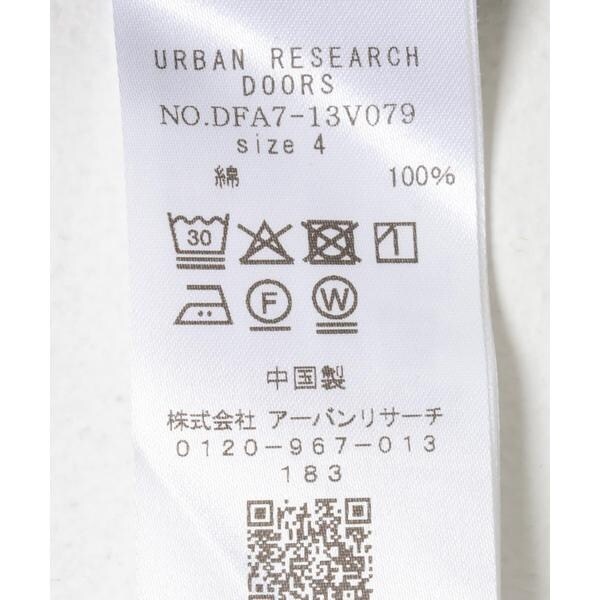 URBAN RESEARCH
DOORS
NO.DFA7-13V079
size 4
綿 100%
30
F W
中国製
株式会社 アーバンリサーチ
0120-967-013
183